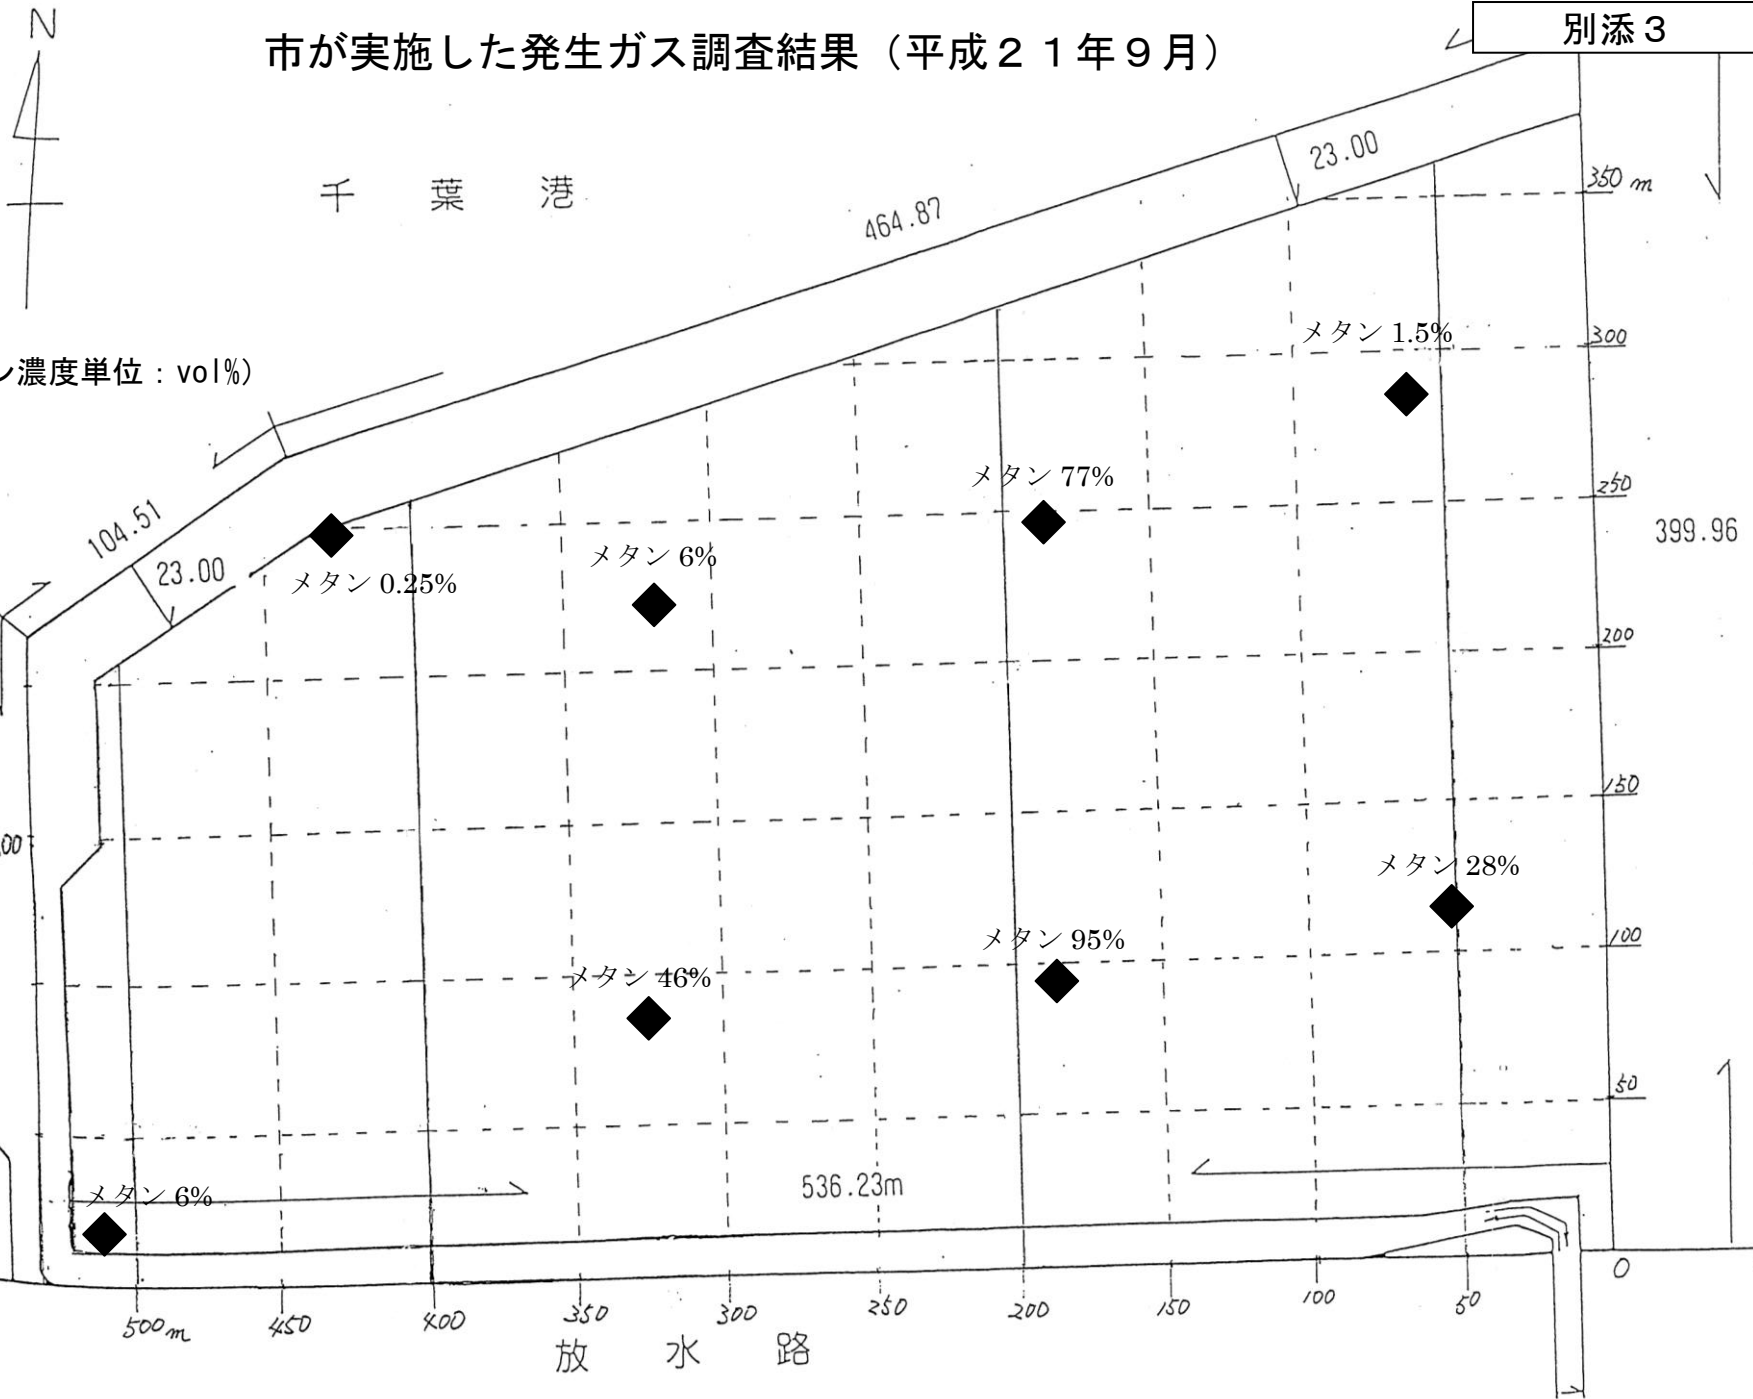 別添３
N
市が実施した発生ガス調査結果（平成２１年９月）
千葉港
23.00
350 m
464.87
メタン 1.5%
300
ン濃度単位：vol%）
メタン 77%
250
104.51
399.96
メタン 6%
23.00
メタン 0.25%
200
150
00
メタン 28%
メタン 95%
100
メタン 46%
50
536.23m
メタン 6%
0
500m 450 400 350 300 250 200 150 100 50
放水路